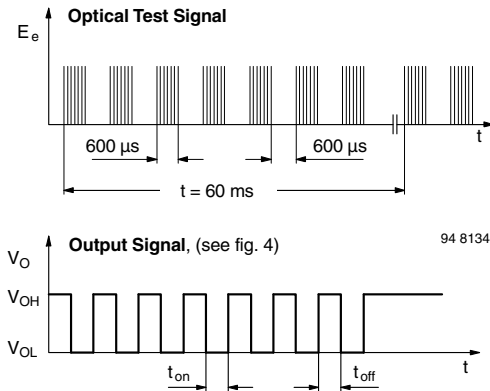 Optical Test Signal
E e
600 µs
600 µs
t
t = 60 ms
94 8134
Output Signal, (see fig. 4)
V O
V OH
V OL
t on
t off
t